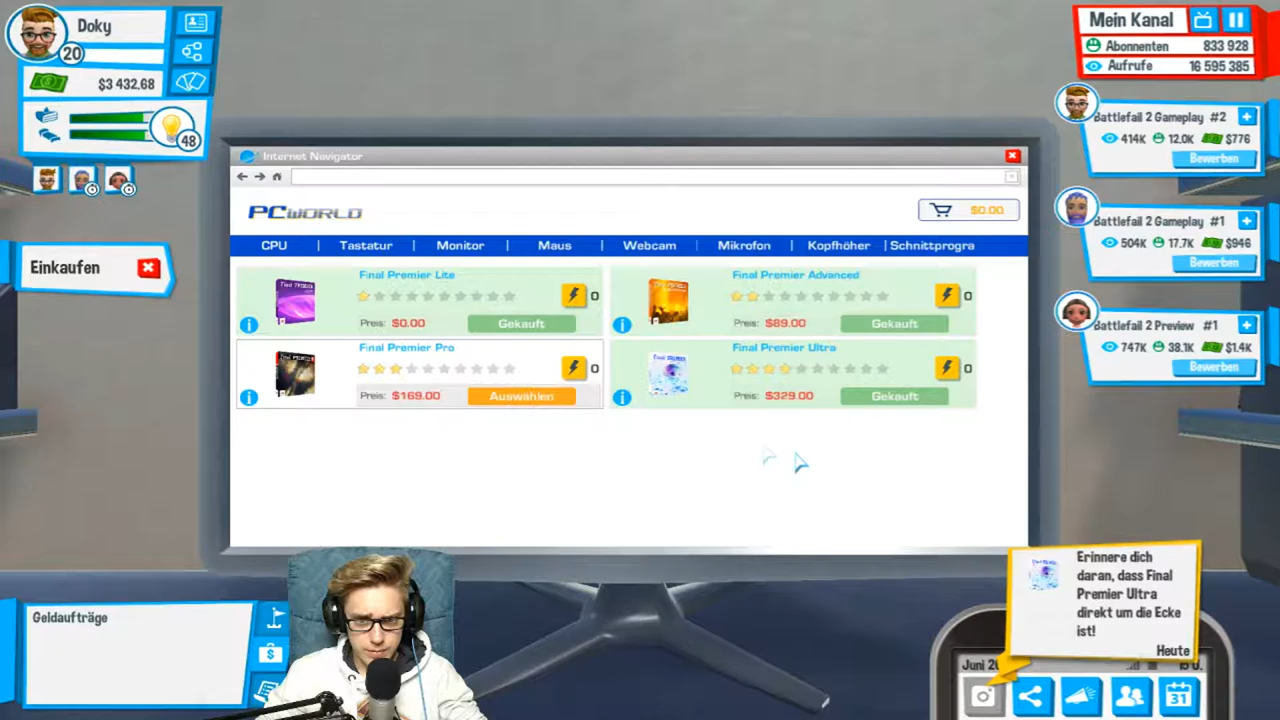 Doky
20
$3 432.68
48
Einkaufen
Geldaufträge
Internet Navigator
PCWORLD
$0.00
CPU | Tastatur | Monitor | Maus | Webcam | Mikrofon | Kopfhöher | Schnittprogra
Final Premier Lite
0
Preis: $0.00
Gekauft
Final Premier Advanced
0
Preis: $89.00
Gekauft
Final Premier Pro
0
Preis: $169.00
Auswählen
Final Premier Ultra
0
Preis: $329.00
Gekauft
Mein Kanal
Abonnenten 833 928
Aufrufe 16 595 385
Battlefail 2 Gameplay #2
414K 12.0K $776
Bewerben
Battlefail 2 Gameplay #1
504K 17.7K $946
Bewerben
Battlefail 2 Preview #1
747K 38.1K $1.4K
Bewerben
Erinnere dich
daran, dass Final
Premier Ultra
direkt um die Ecke
ist!
Heute
31